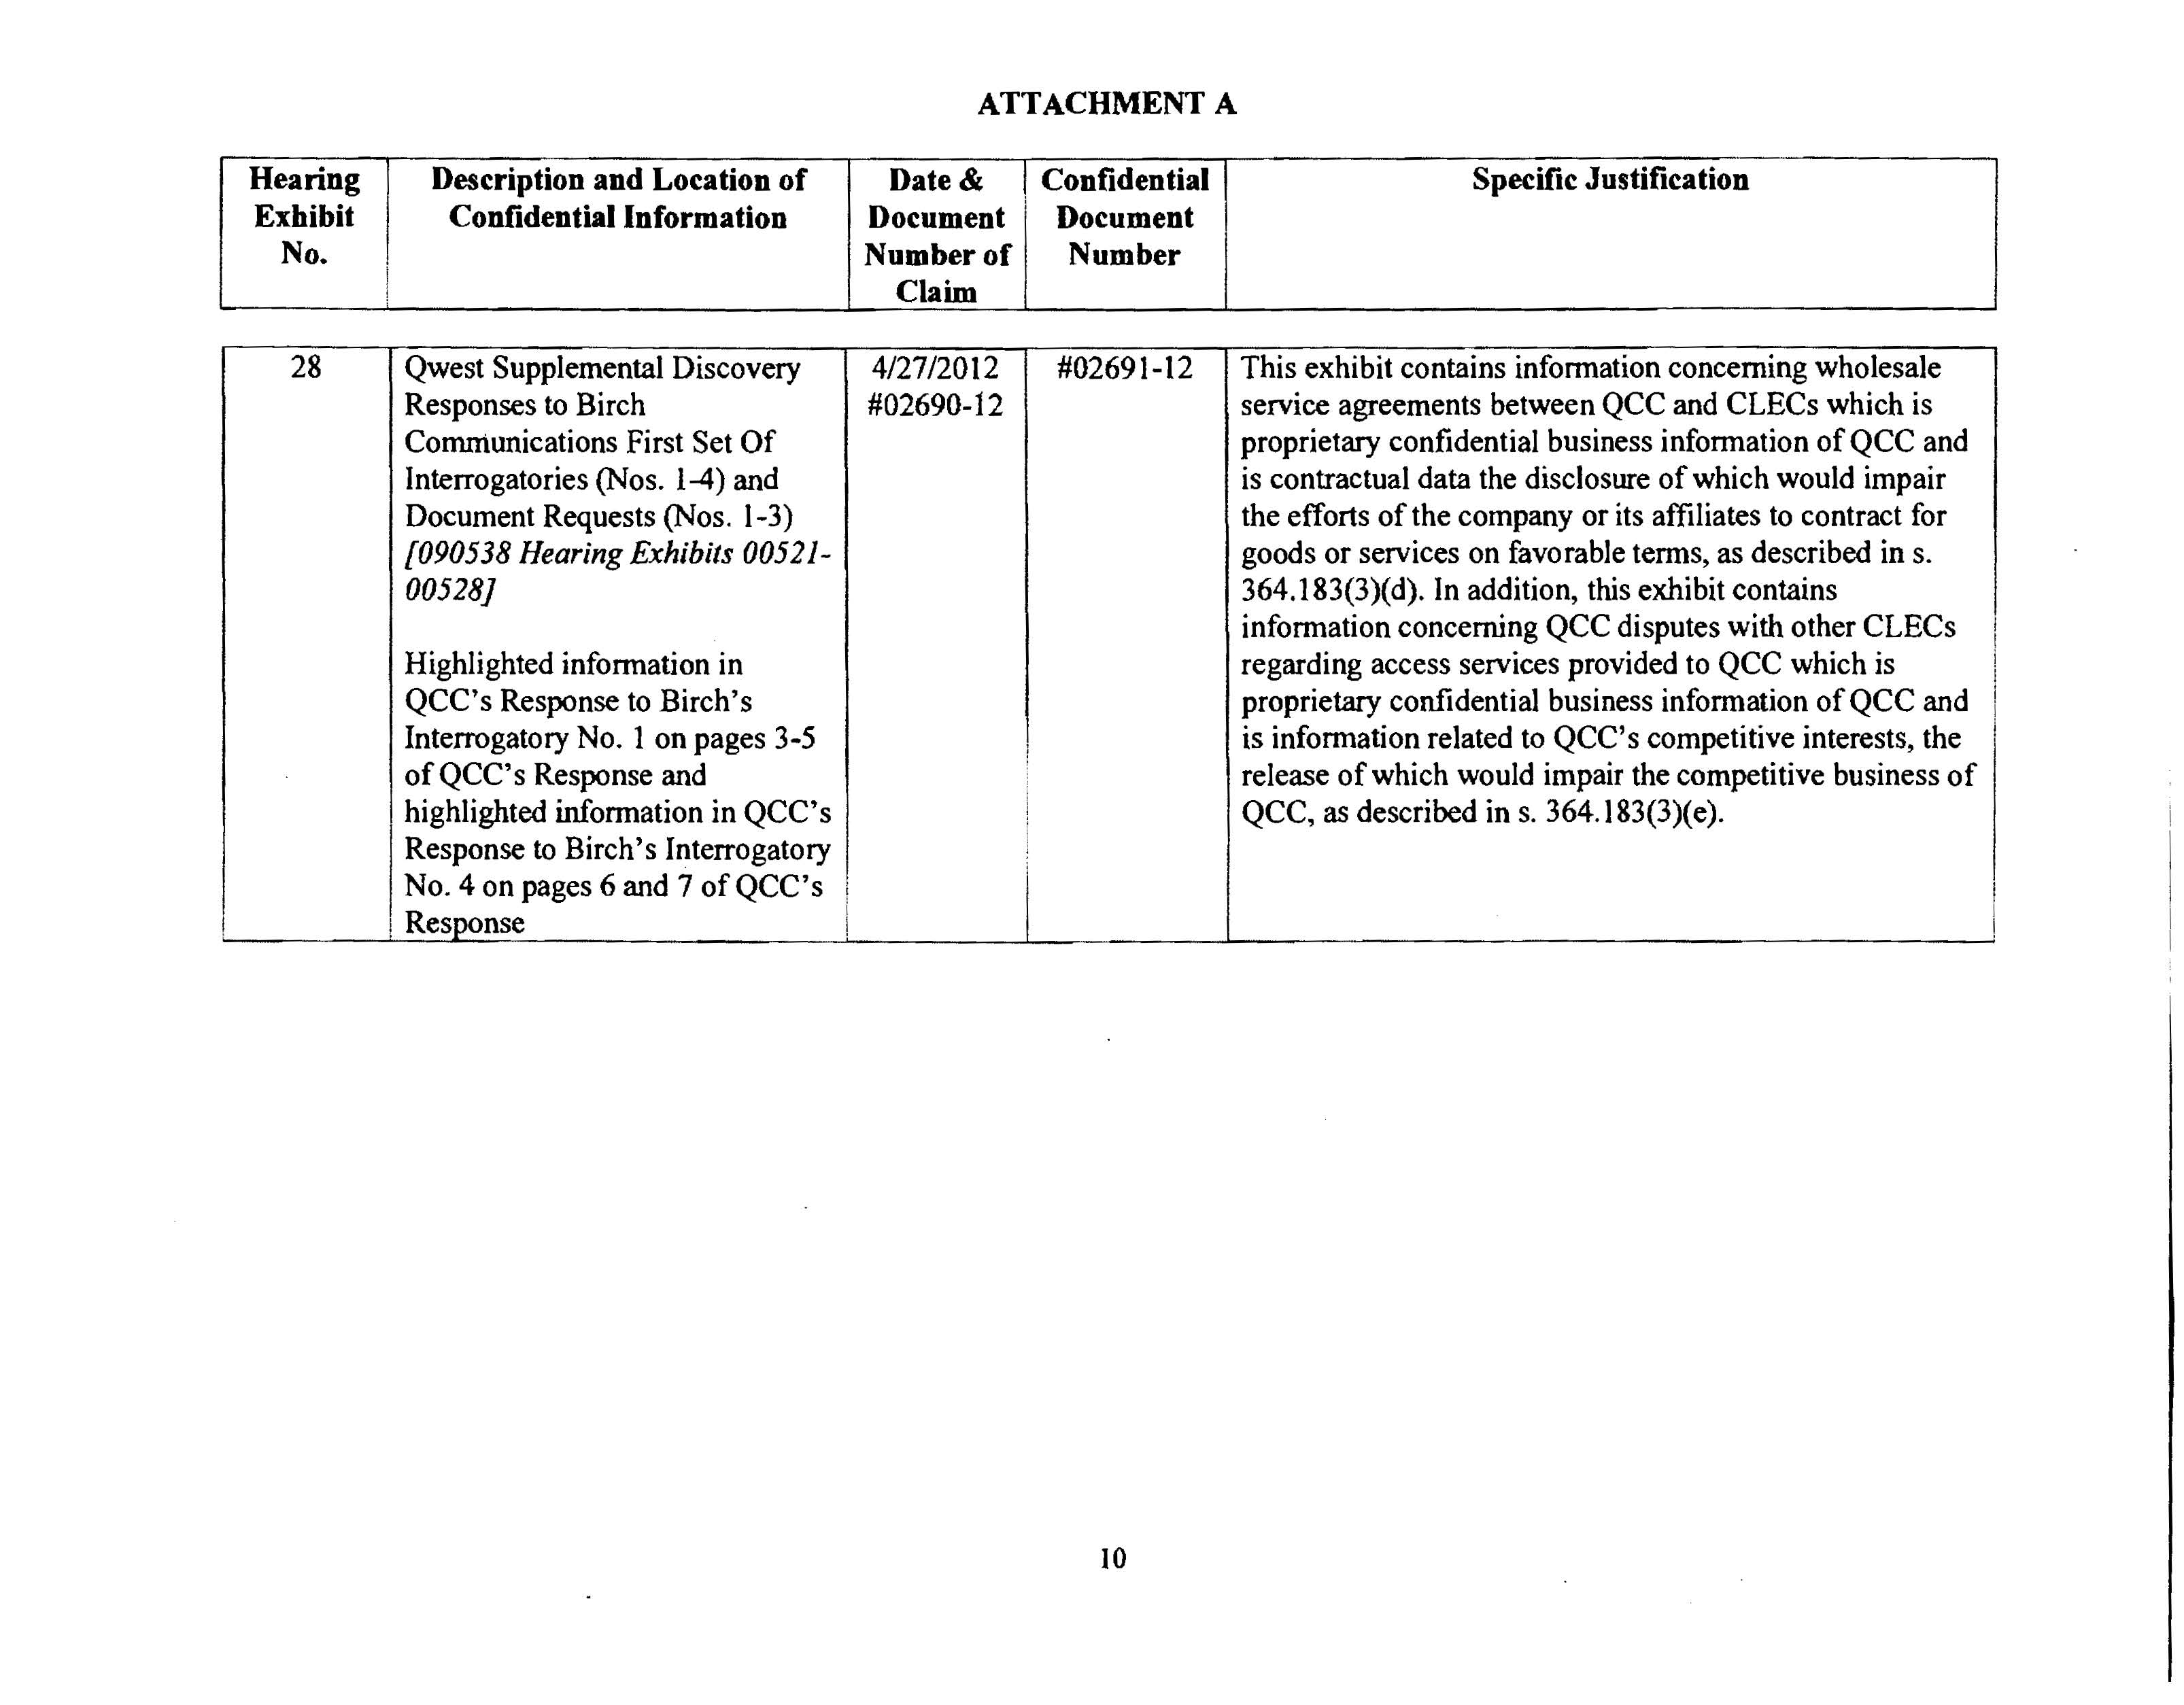 ATTACHMENT A
Hearing
Exhibit
No.
Description and Location of
Confidential Information
Date &
Document
Number of
Claim
Confidential
Document
Number
Specific Justification
28
Qwest Supplemental Discovery
Responses to Birch
Communications First Set Of
Interrogatories (Nos. 1-4) and
Document Requests (Nos. 1-3)
[090538 Hearing Exhibits 00521-
00528]
Highlighted information in
QCC's Response to Birch's
Interrogatory No. 1 on pages 3-5
of QCC's Response and
highlighted information in QCC's
Response to Birch's Interrogatory
No. 4 on pages 6 and 7 of QCC's
Response
4/27/2012
#02690-12
#02691-12
This exhibit contains information concerning wholesale
service agreements between QCC and CLECs which is
proprietary confidential business information of QCC and
is contractual data the disclosure of which would impair
the efforts of the company or its affiliates to contract for
goods or services on favorable terms, as described in s.
364.183(3)(d). In addition, this exhibit contains
information concerning QCC disputes with other CLECs
regarding access services provided to QCC which is
proprietary confidential business information of QCC and
is information related to QCC's competitive interests, the
release of which would impair the competitive business of
QCC, as described in s. 364.183(3)(e).
10